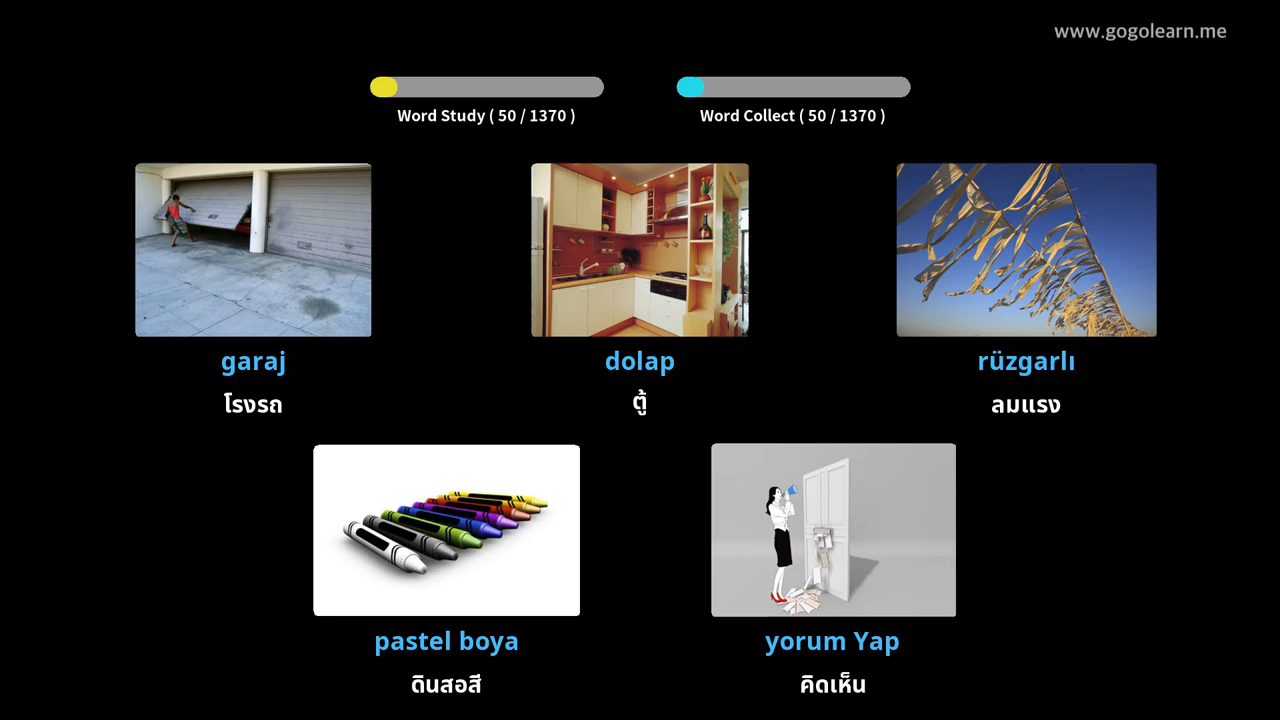 www.gogolearn.me
Word Study ( 50 / 1370 )
Word Collect ( 50 / 1370 )
garaj
dolap
rüzgarlı
โรงรถ
ตู้
ลมแรง
pastel boya
yorum Yap
ดินสอสี
คิดเห็น